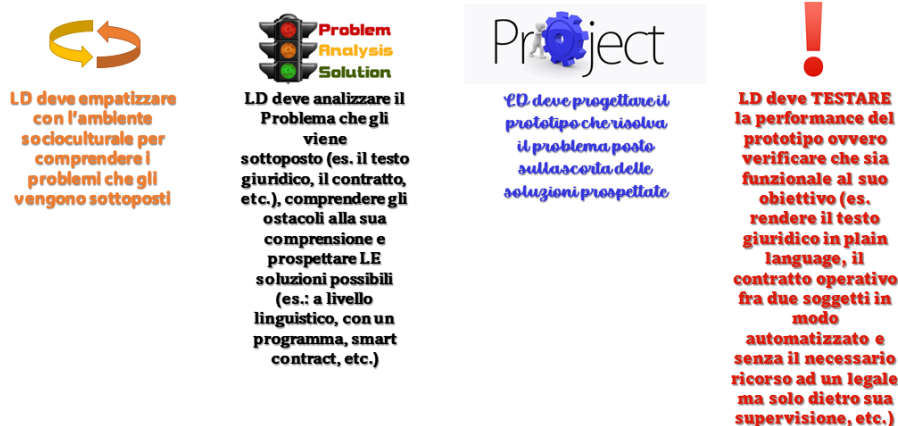 LD deve empatizzare
con l'ambiente
socioculturale per
comprendere i
problemi che gli
vengono sottoposti
Problem
Analysis
Solution
LD deve analizzare il
Problema che gli
viene
sottoposto (es. il testo
giuridico, il contratto,
etc.), comprendere gli
ostacoli alla sua
comprensione e
prospettare LE
soluzioni possibili
(es.: a livello
linguistico, con un
programma, smart
contract, etc.)
Project
LD deve progettare il
prototipo che risolva
il problema posto
sulla scorta delle
soluzioni prospettate
LD deve TESTARE
la performance del
prototipo ovvero
verificare che sia
funzionale al suo
obiettivo (es.
rendere il testo
giuridico in plain
language, il
contratto operativo
fra due soggetti in
modo
automatizzato e
senza il necessario
ricorso ad un legale
ma solo dietro sua
supervisione, etc.)